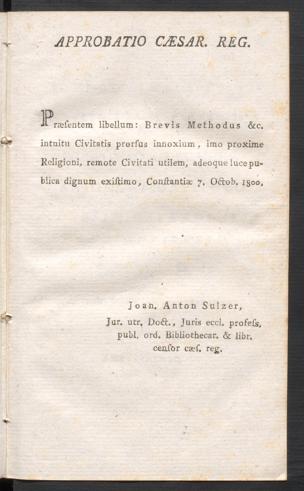 APPROBATIO CÆSAR. REG.
Præſentem libellum: Brevis Methodus &c.
intuitu Civitatis prorſus innoxium, imo proxime
Religioni, remote Civitati utilem, adeoque luce pu-
blica dignum exiſtimo, Conſtantiæ 7. Octob. 1800.
Joan. Anton Sulzer,
Jur. utr. Doct., Juris eccl. profeſs.
publ. ord. Bibliothecar. & libr.
cenſor cæſ. reg.